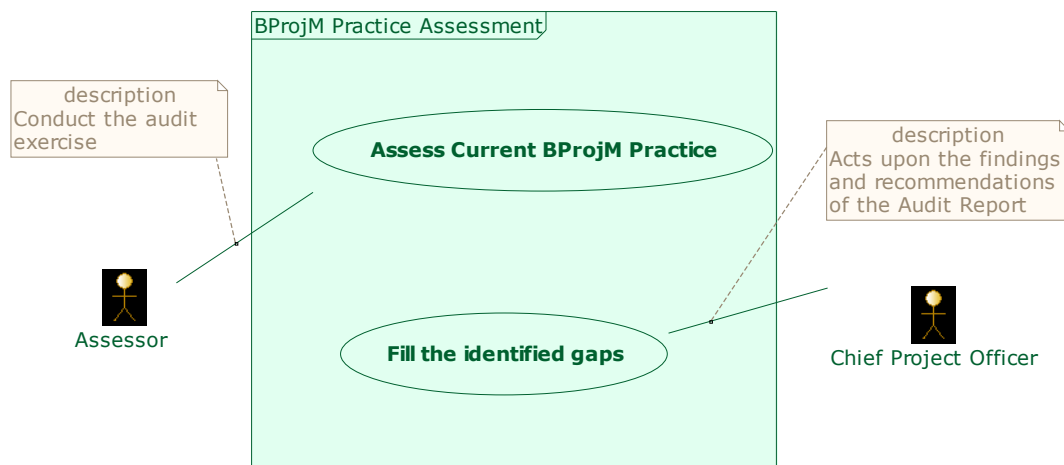 BProjM Practice Assessment
description
Conduct the audit
exercise
Assess Current BProjM Practice
description
Acts upon the findings
and recommendations
of the Audit Report
Assessor
Fill the identified gaps
Chief Project Officer